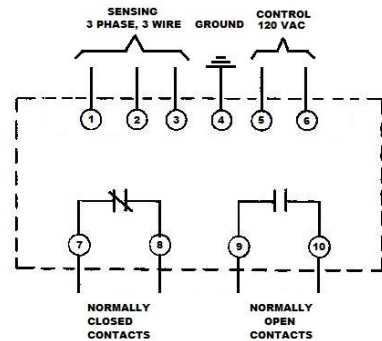 SENSING
3 PHASE, 3 WIRE
GROUND
CONTROL
120 VAC
1
2
3
4
5
6
7
8
9
10
NORMALLY
CLOSED
CONTACTS
NORMALLY
OPEN
CONTACTS